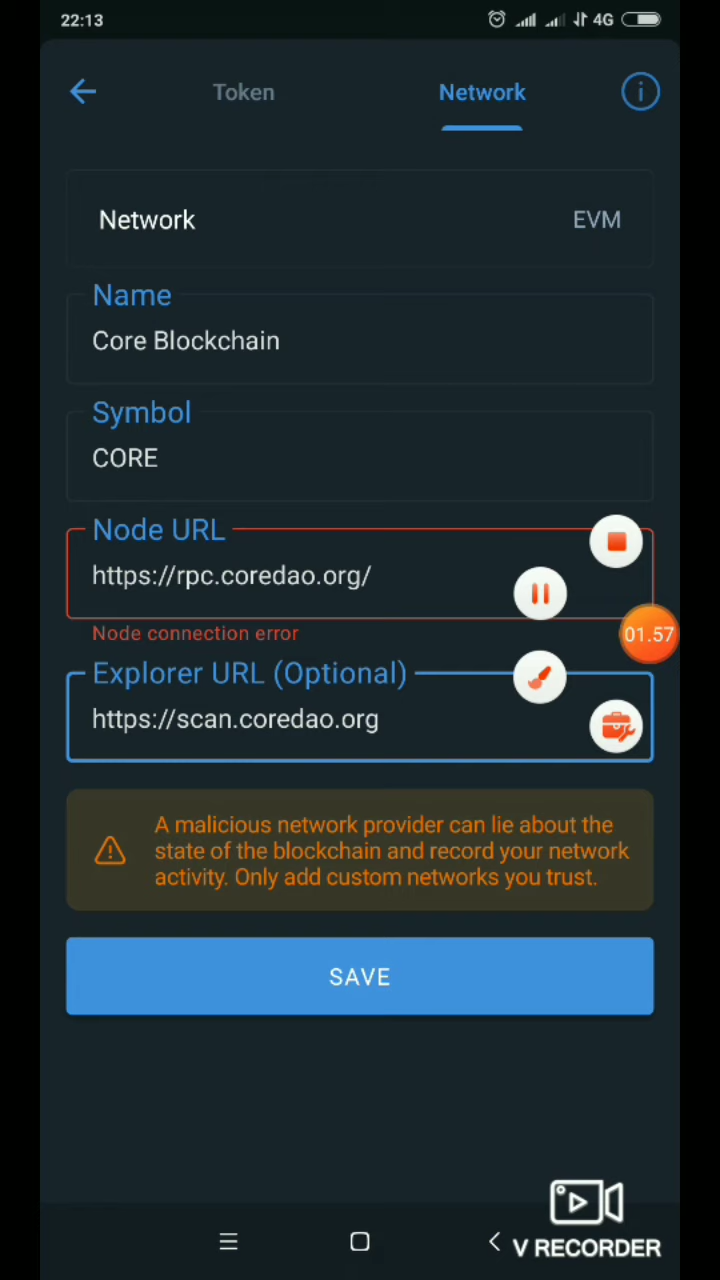 22:13
4G
Token
Network
Network
EVM
Name
Core Blockchain
Symbol
CORE
Node URL
https://rpc.coredao.org/
Node connection error
01.57
Explorer URL (Optional)
https://scan.coredao.org
A malicious network provider can lie about the
state of the blockchain and record your network
activity. Only add custom networks you trust.
SAVE
V RECORDER